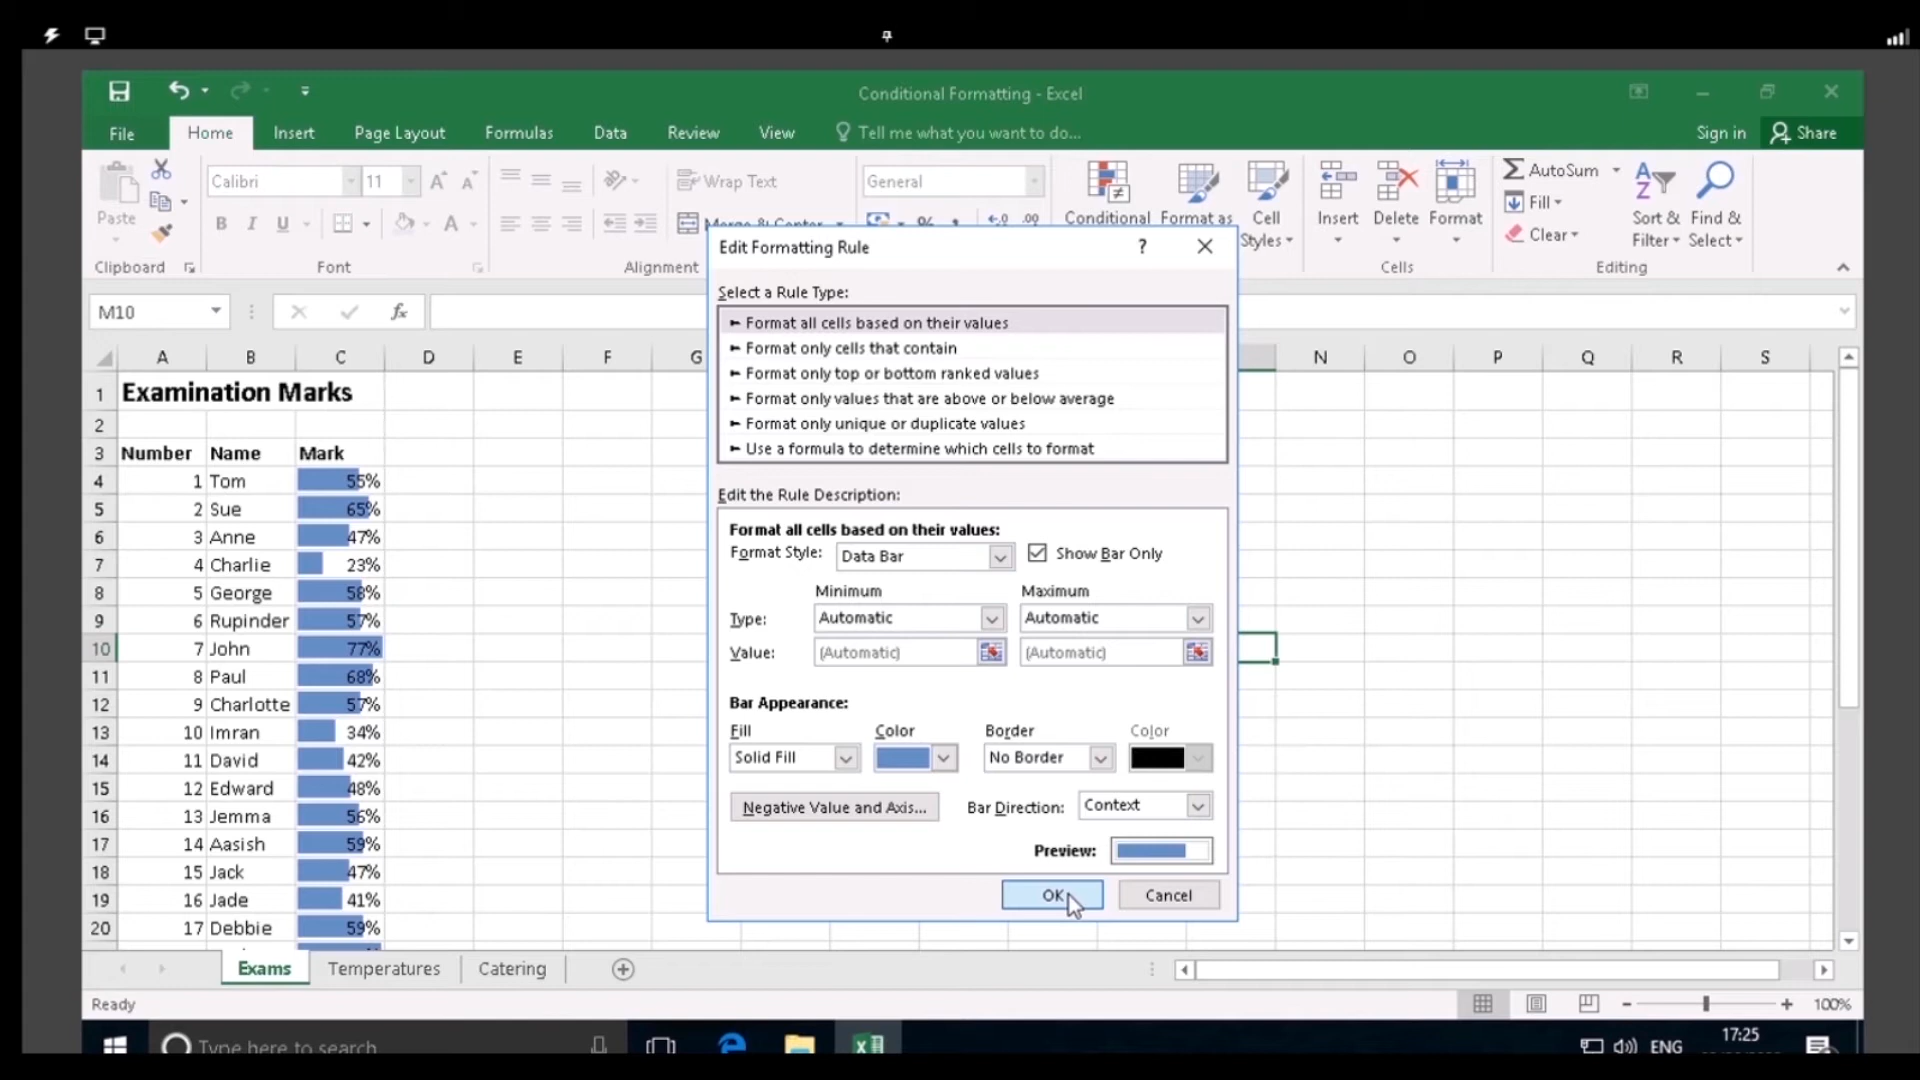 Conditional Formatting - Excel
File Home Insert Page Layout Formulas Data Review View Tell me what you want to do... Sign in Share
Paste Calibri 11 Wrap Text General
B I U Merge & Center %
Conditional Format as Cell Styles Insert Delete Format
AutoSum Fill Clear Sort & Filter Find & Select
Clipboard Font Alignment Cells Editing
M10 fx
A B C D E F G N O P Q R S
1 Examination Marks
2
3 Number Name Mark
4 1 Tom 55%
5 2 Sue 65%
6 3 Anne 47%
7 4 Charlie 23%
8 5 George 58%
9 6 Rupinder 57%
10 7 John 77%
11 8 Paul 68%
12 9 Charlotte 57%
13 10 Imran 34%
14 11 David 42%
15 12 Edward 48%
16 13 Jemma 56%
17 14 Aasish 59%
18 15 Jack 47%
19 16 Jade 41%
20 17 Debbie 59%
Edit Formatting Rule ?
Select a Rule Type:
► Format all cells based on their values
► Format only cells that contain
► Format only top or bottom ranked values
► Format only values that are above or below average
► Format only unique or duplicate values
► Use a formula to determine which cells to format
Edit the Rule Description:
Format all cells based on their values:
Format Style: Data Bar Show Bar Only
Minimum Maximum
Type: Automatic Automatic
Value: (Automatic) (Automatic)
Bar Appearance:
Fill Color Border Color
Solid Fill No Border
Negative Value and Axis... Bar Direction: Context
Preview:
OK Cancel
Exams Temperatures Catering
Ready 100%
Type here to search ENG 17:25